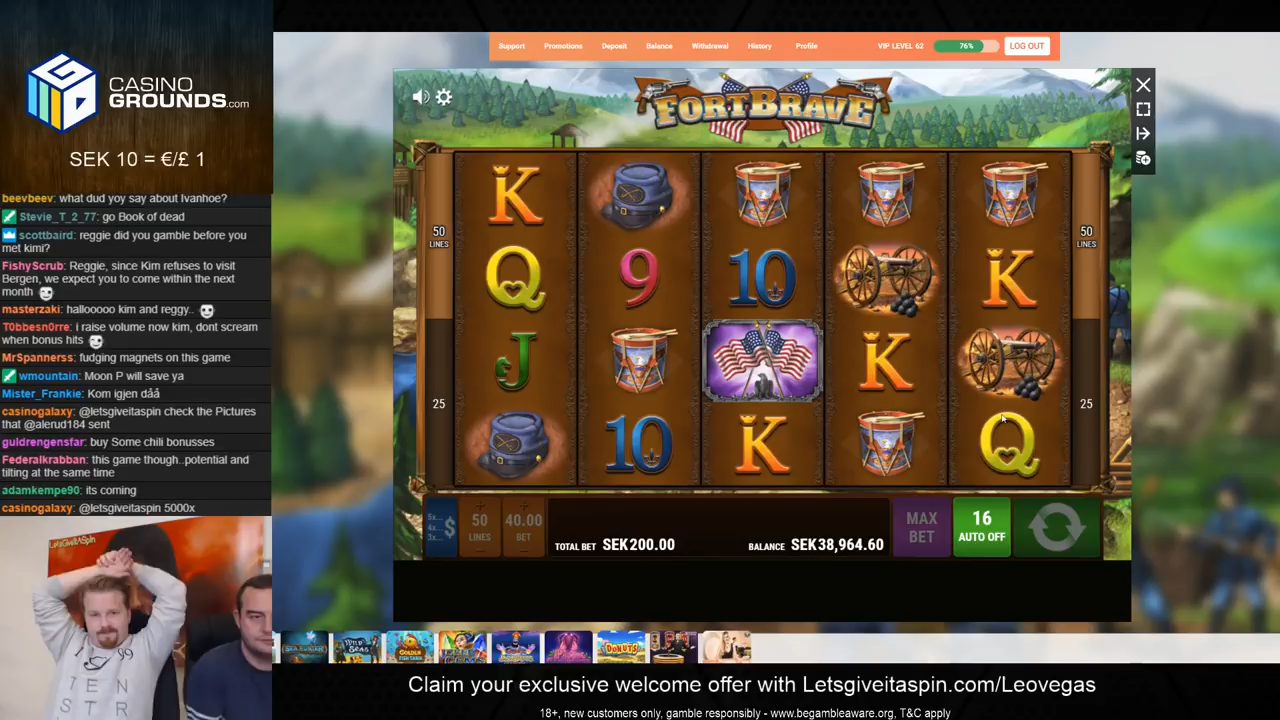 CASINO
GROUNDS.com
SEK 10 = €/£ 1
beevbeev: what dud yoy say about Ivanhoe?
Stevie_T_2_77: go Book of dead
scottbaird: reggie did you gamble before you
met kimi?
FishyScrub: Reggie, since Kim refuses to visit
Bergen, we expect you to come within the next
month
masterzaki: hallooooo kim and reggy..
T0bbesn0rre: i raise volume now kim, dont scream
when bonus hits
MrSpannerss: fudging magnets on this game
wmountain: Moon P will save ya
Mister_Frankie: Kom igjen dåå
casinogalaxy: @letsgiveitaspin check the Pictures
that @alerud184 sent
guldrengensfar: buy Some chili bonusses
Federalkrabban: this game though..potential and
tilting at the same time
adamkempe90: its coming
casinogalaxy: @letsgiveitaspin 5000x
LetsGiveItASpin
Support Promotions Deposit Balance Withdrawal History Profile VIP LEVEL 62 76% LOG OUT
FORT BRAVE
K
50 LINES
50 LINES
Q 9 10 K
J K
25
25
10 K Q
5x...
4x...
3x...
$
50
LINES
40.00
BET
TOTAL BET SEK200.00
BALANCE SEK38,964.60
MAX
BET
16
AUTO OFF
DONUTS
Claim your exclusive welcome offer with Letsgiveitaspin.com/Leovegas
18+, new customers only, gamble responsibly - www.begambleaware.org, T&C apply